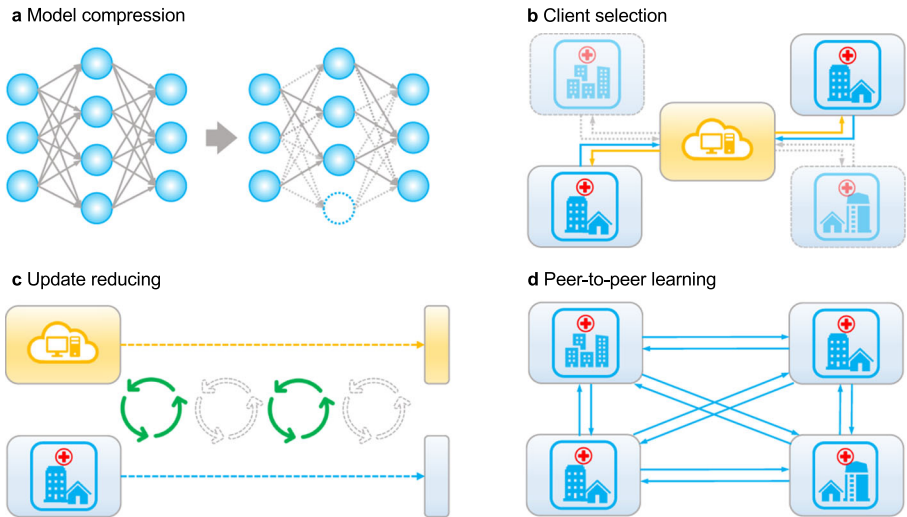 a Model compression
b Client selection
c Update reducing
d Peer-to-peer learning